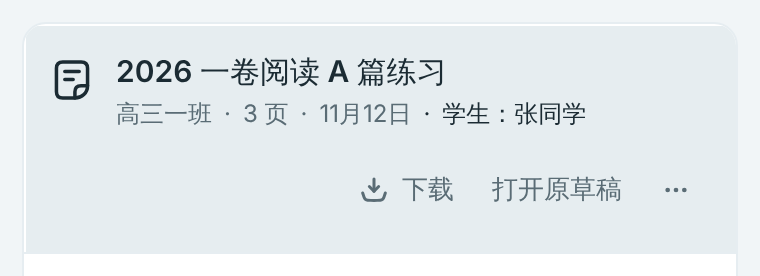 2026 一卷阅读 A 篇练习
高三一班 · 3 页 · 11月12日 · 学生：张同学
下载 打开原草稿 ···